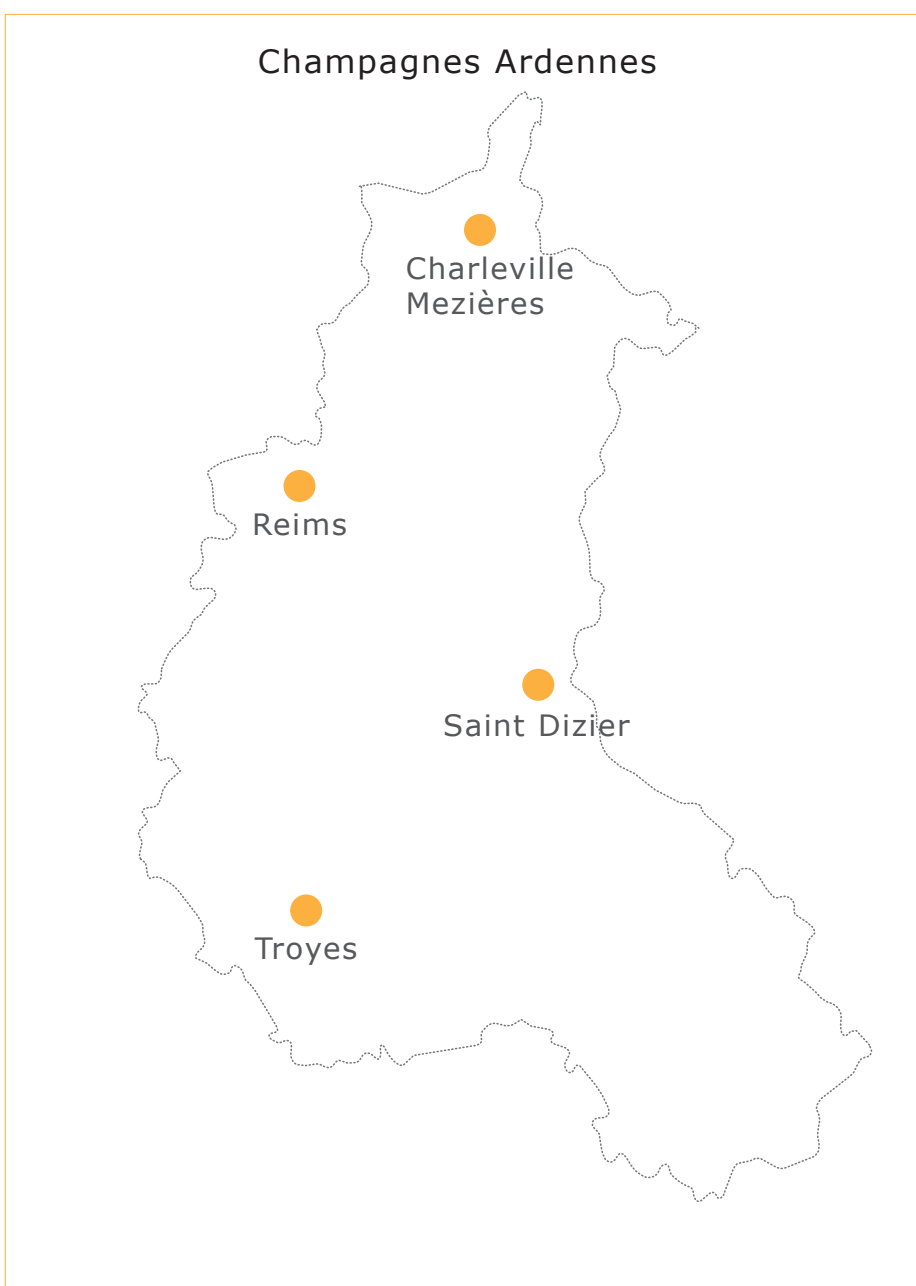 Champagnes Ardennes
Charleville
Mezières
Reims
Saint Dizier
Troyes